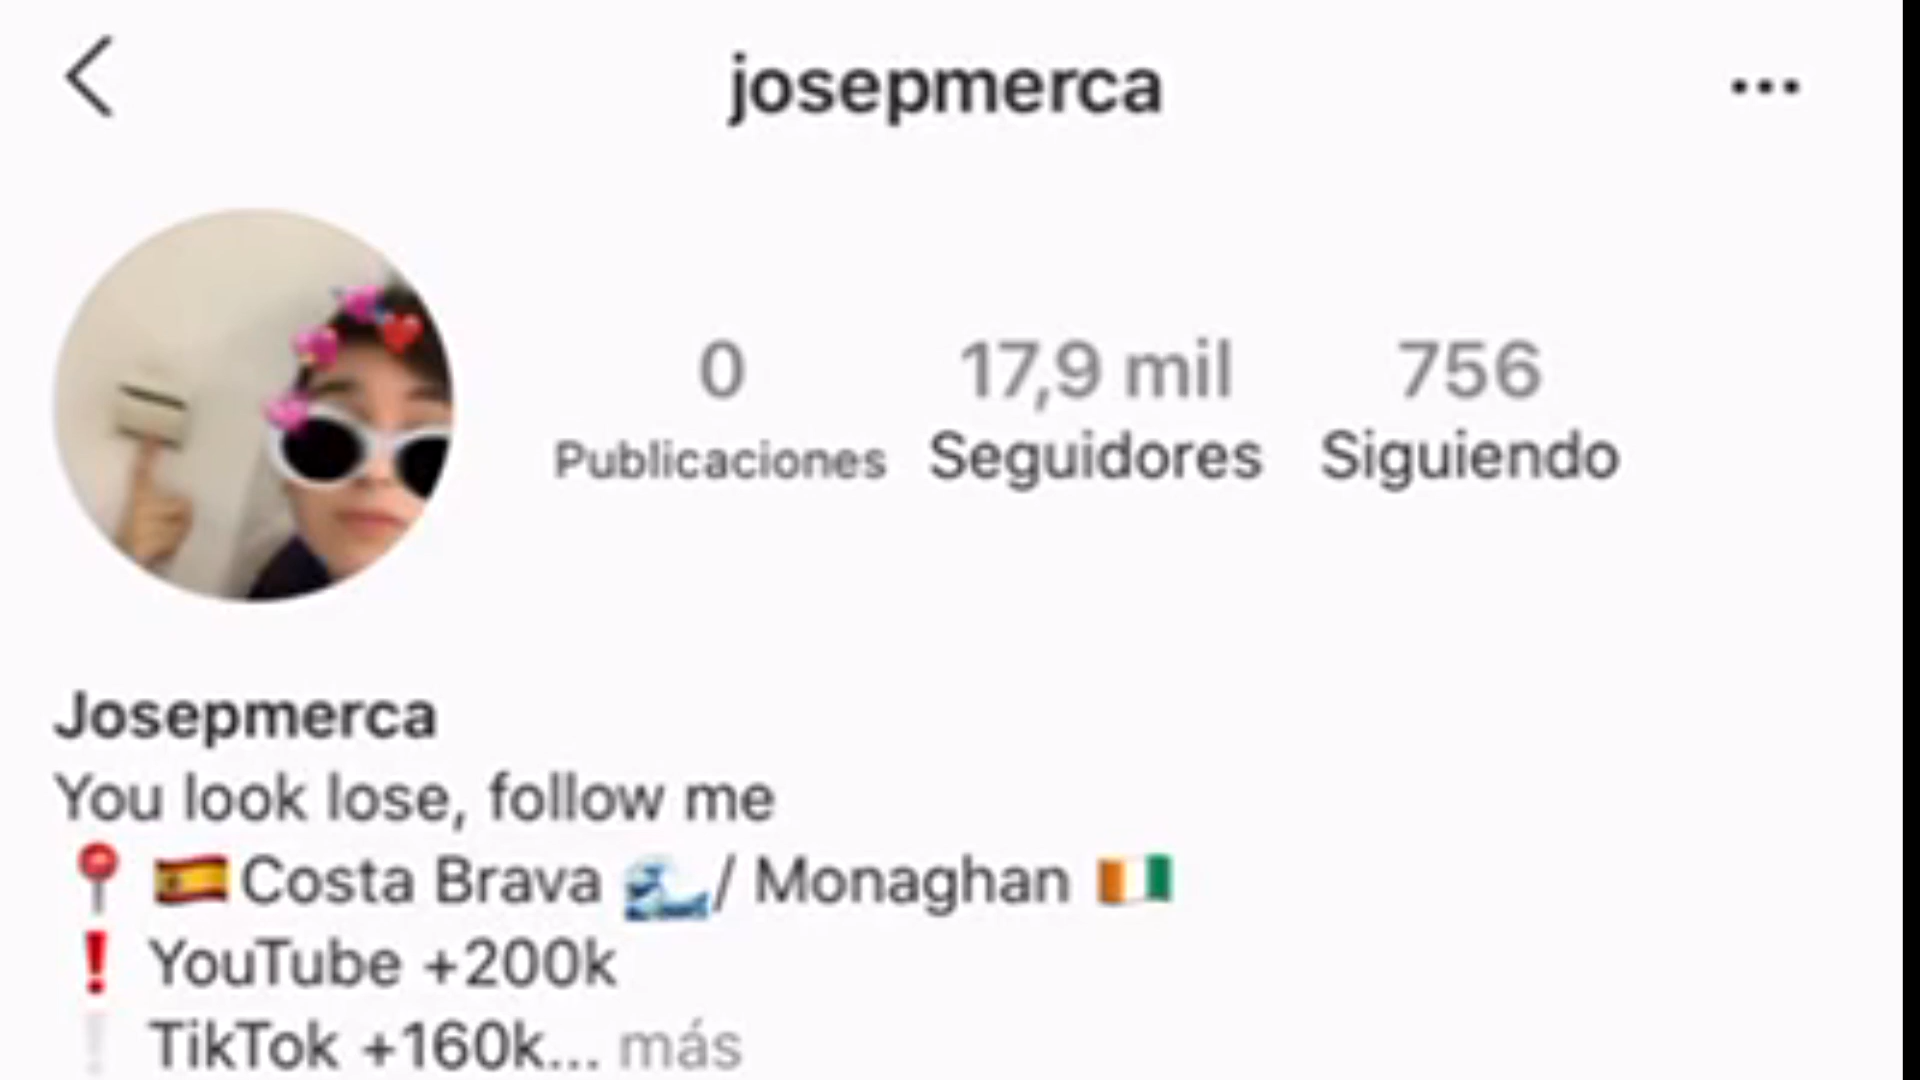 josepmerca
0 17,9 mil 756
Publicaciones Seguidores Siguiendo
Josepmerca
You look lose, follow me
📍 🇪🇸Costa Brava 🌊/ Monaghan 🇨🇮
❗ YouTube +200k
❕ TikTok +160k... más